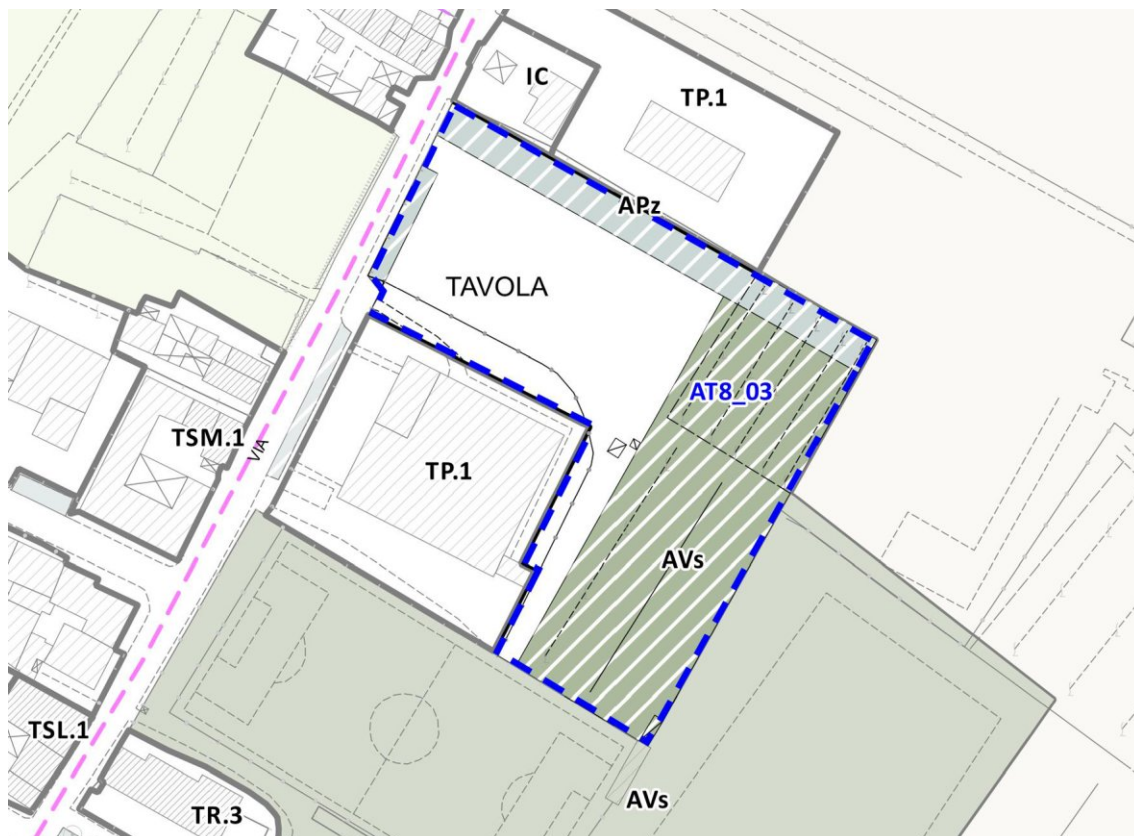 IC
TP.1
APz
TAVOLA
AT8_03
TSM.1
VIA
TP.1
AVs
TSL.1
AVs
TR.3